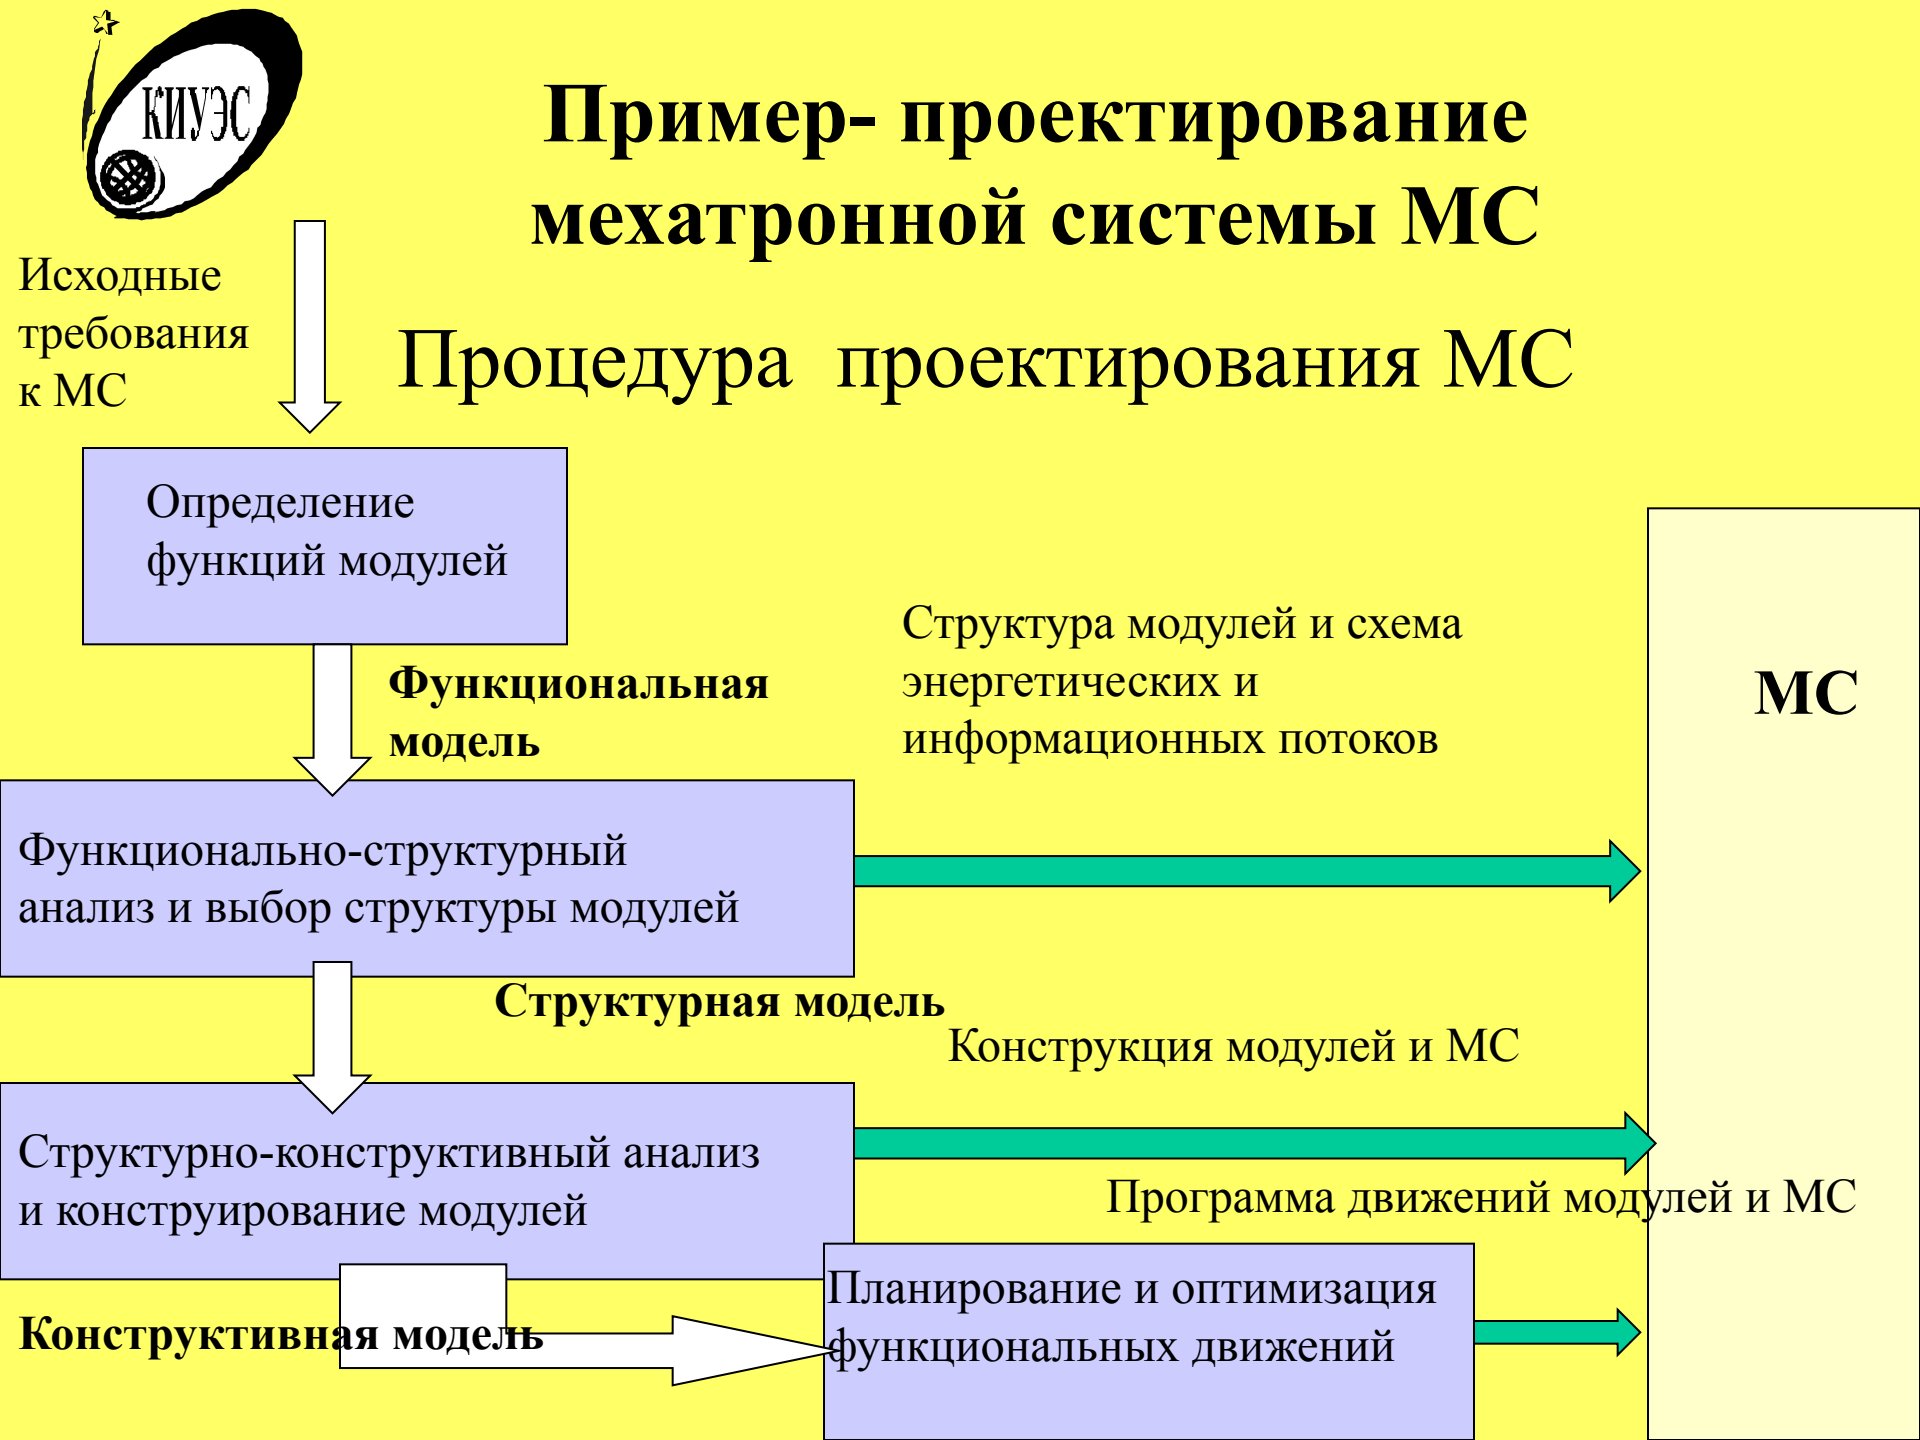 КИУЭС
Пример- проектирование
мехатронной системы МС
Исходные
требования
к МС
Процедура проектирования МС
Определение
функций модулей
Функциональная
модель
Структура модулей и схема
энергетических и
информационных потоков
МС
Функционально-структурный
анализ и выбор структуры модулей
Структурная модель
Конструкция модулей и МС
Структурно-конструктивный анализ
и конструирование модулей
Программа движений модулей и МС
Конструктивная модель
Планирование и оптимизация
функциональных движений